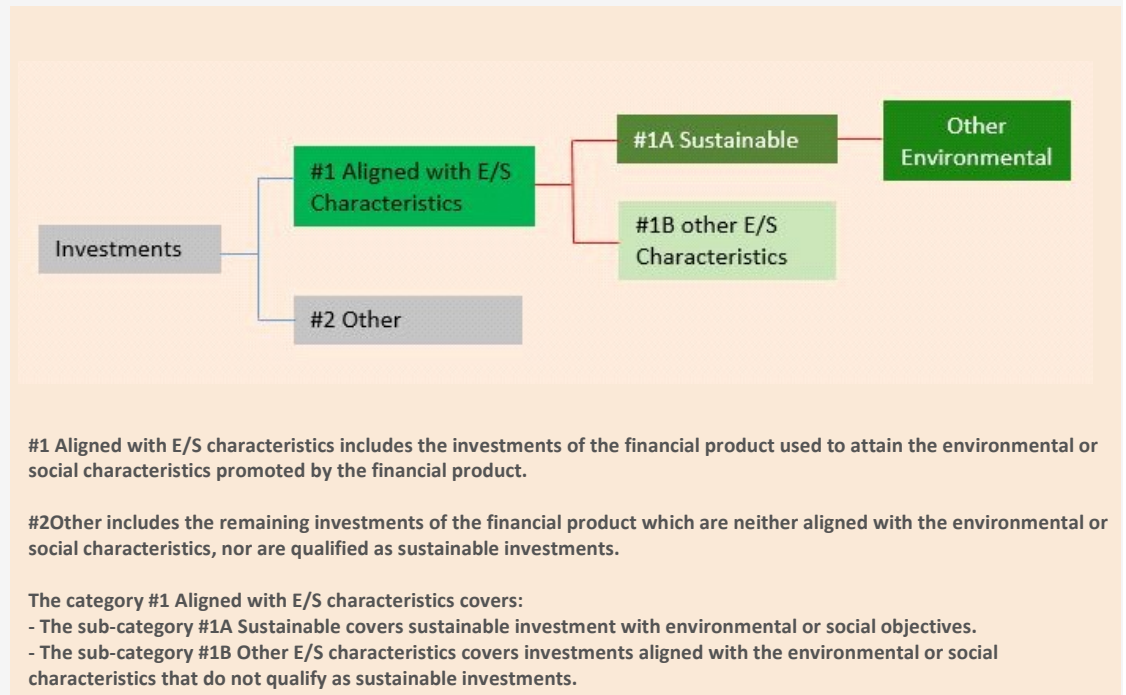 Investments
#1 Aligned with E/S
Characteristics
#2 Other
#1A Sustainable
#1B other E/S
Characteristics
Other
Environmental
#1 Aligned with E/S characteristics includes the investments of the financial product used to attain the environmental or
social characteristics promoted by the financial product.
#2Other includes the remaining investments of the financial product which are neither aligned with the environmental or
social characteristics, nor are qualified as sustainable investments.
The category #1 Aligned with E/S characteristics covers:
- The sub-category #1A Sustainable covers sustainable investment with environmental or social objectives.
- The sub-category #1B Other E/S characteristics covers investments aligned with the environmental or social
characteristics that do not qualify as sustainable investments.